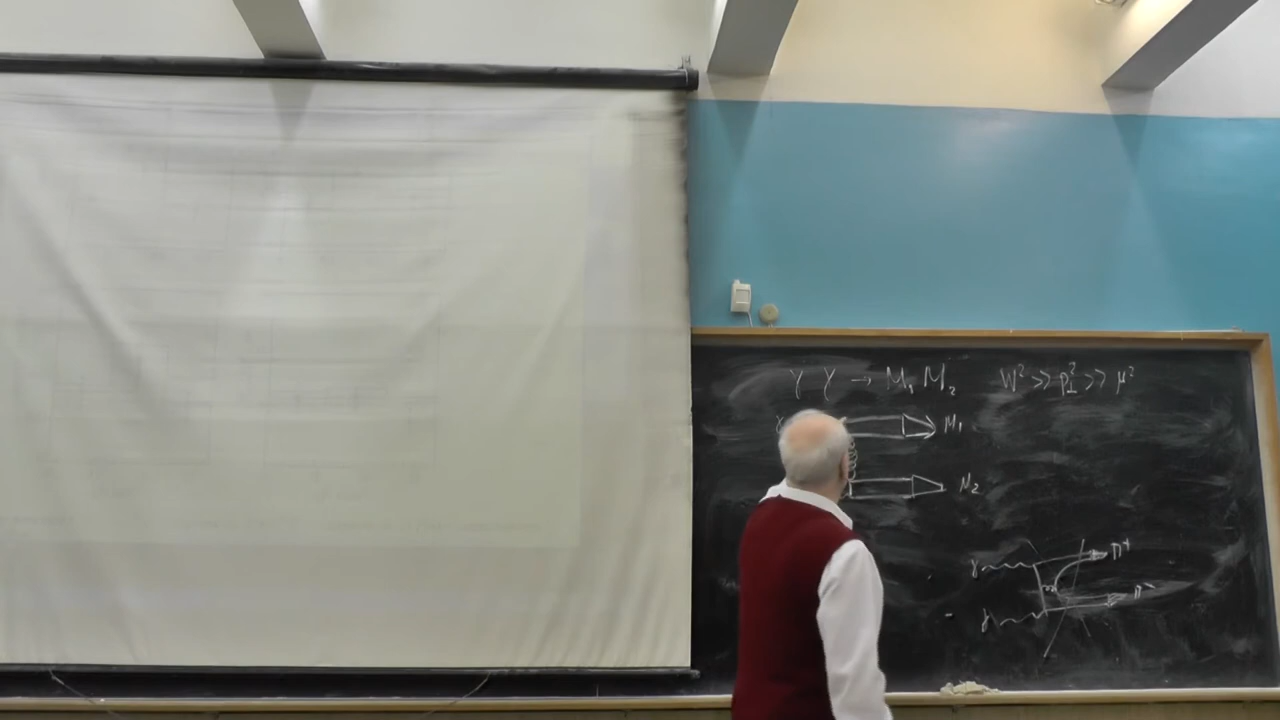 γ γ → M₁ M₂ W² >> p⊥² >> μ²
M₁
M₂
γ π⁺
γ π⁻